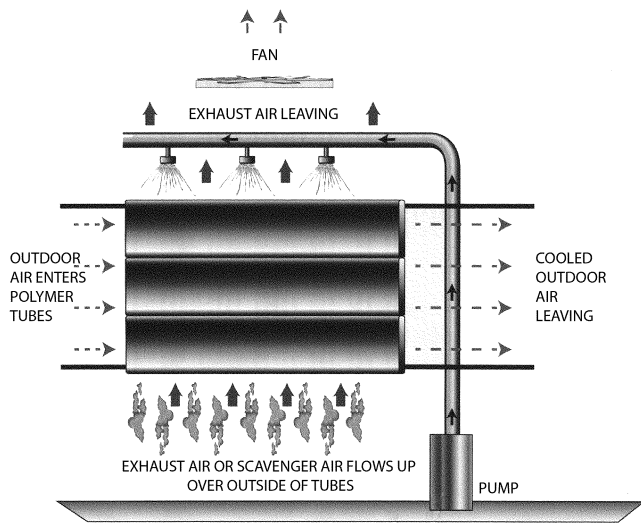 FAN
EXHAUST AIR LEAVING
OUTDOOR
AIR ENTERS
POLYMER
TUBES
COOLED
OUTDOOR
AIR
LEAVING
EXHAUST AIR OR SCAVENGER AIR FLOWS UP
OVER OUTSIDE OF TUBES
PUMP